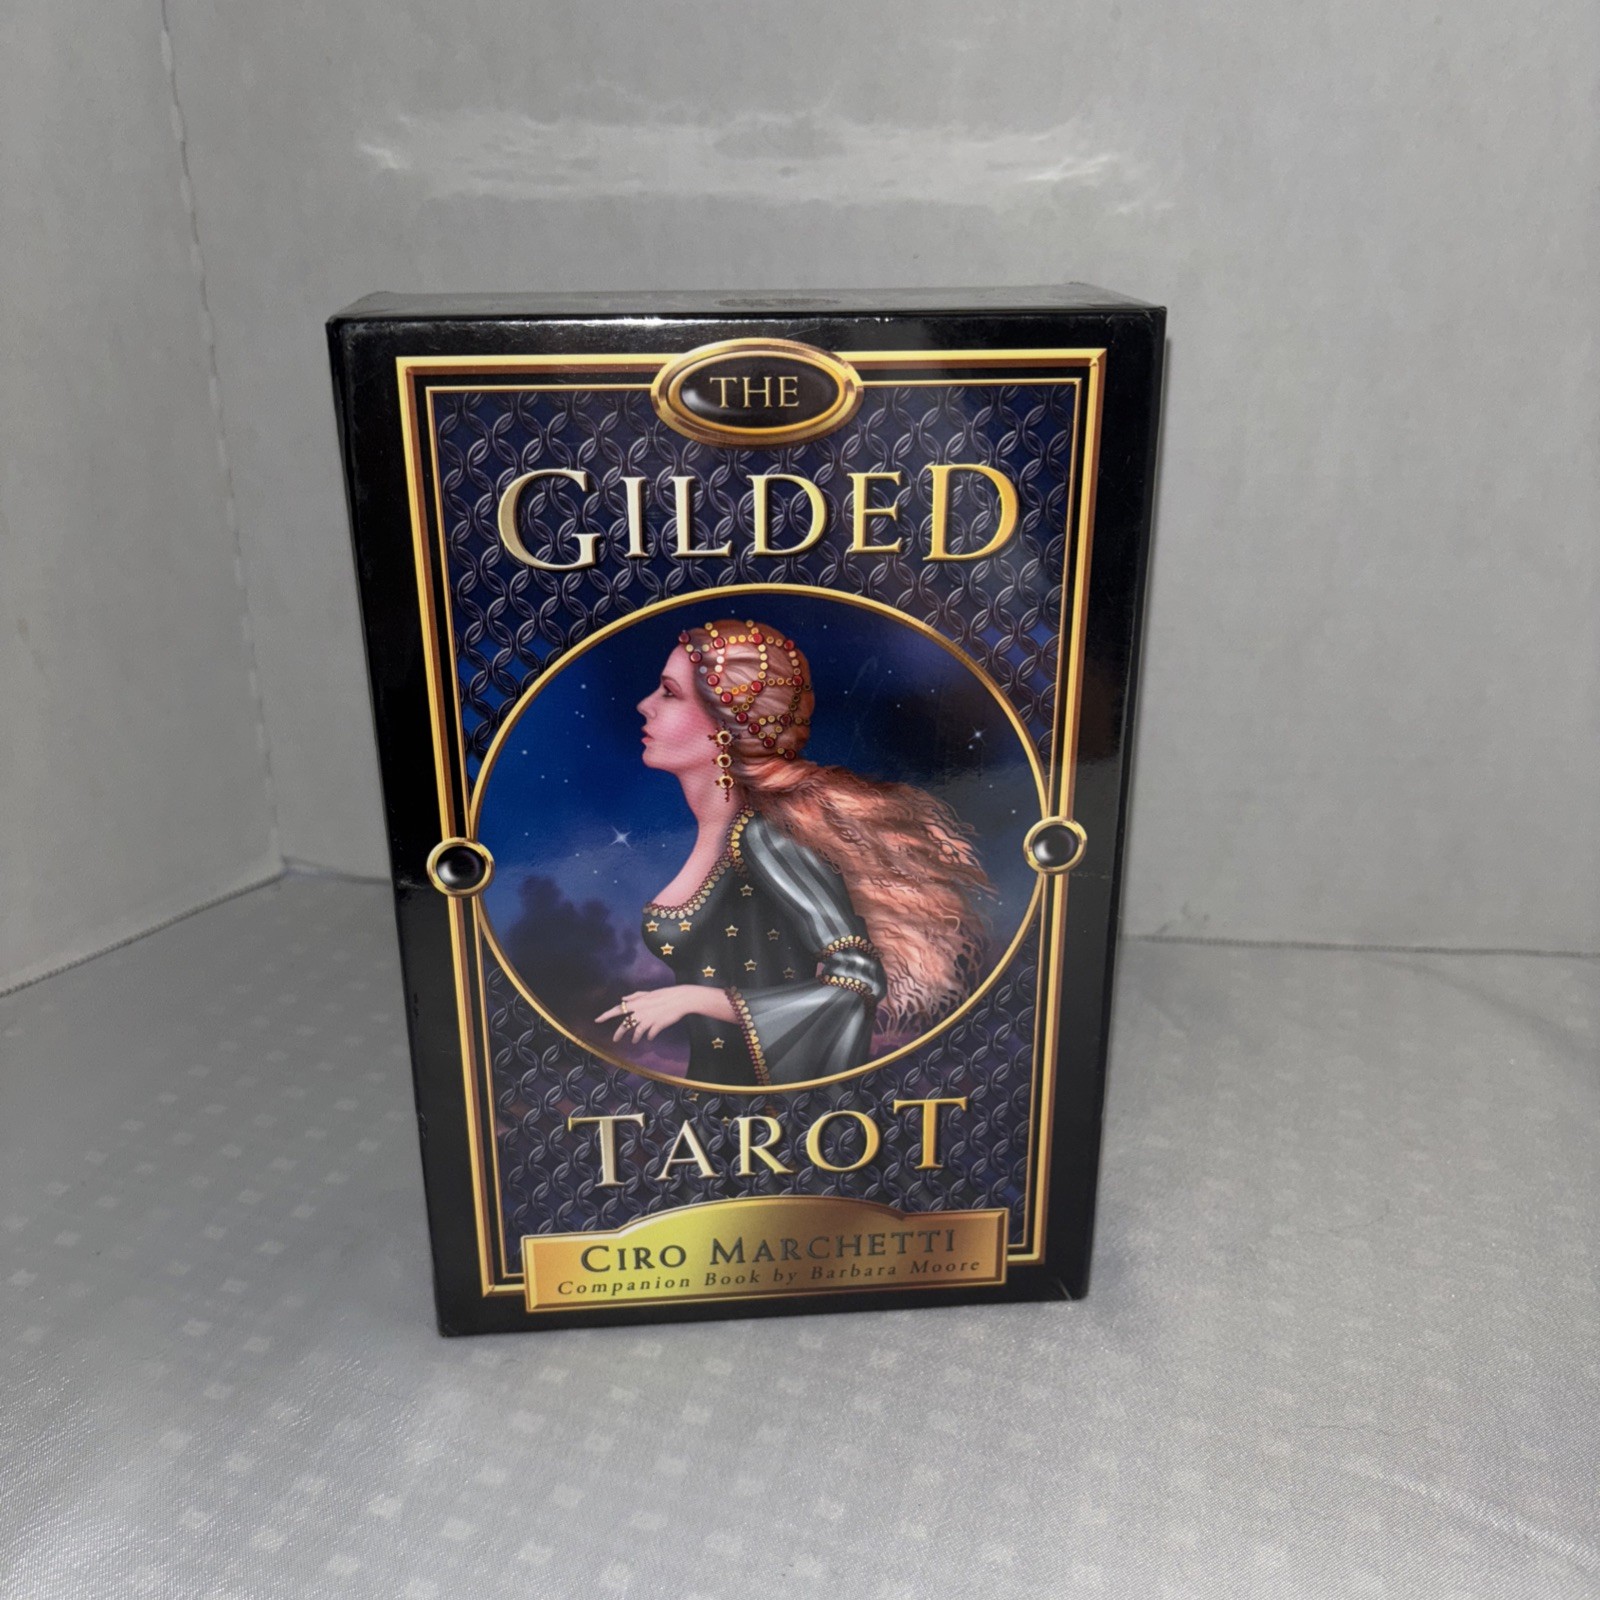 THE
GILDED
TAROT
CIRO MARCHETTI
Companion Book by Barbara Moore